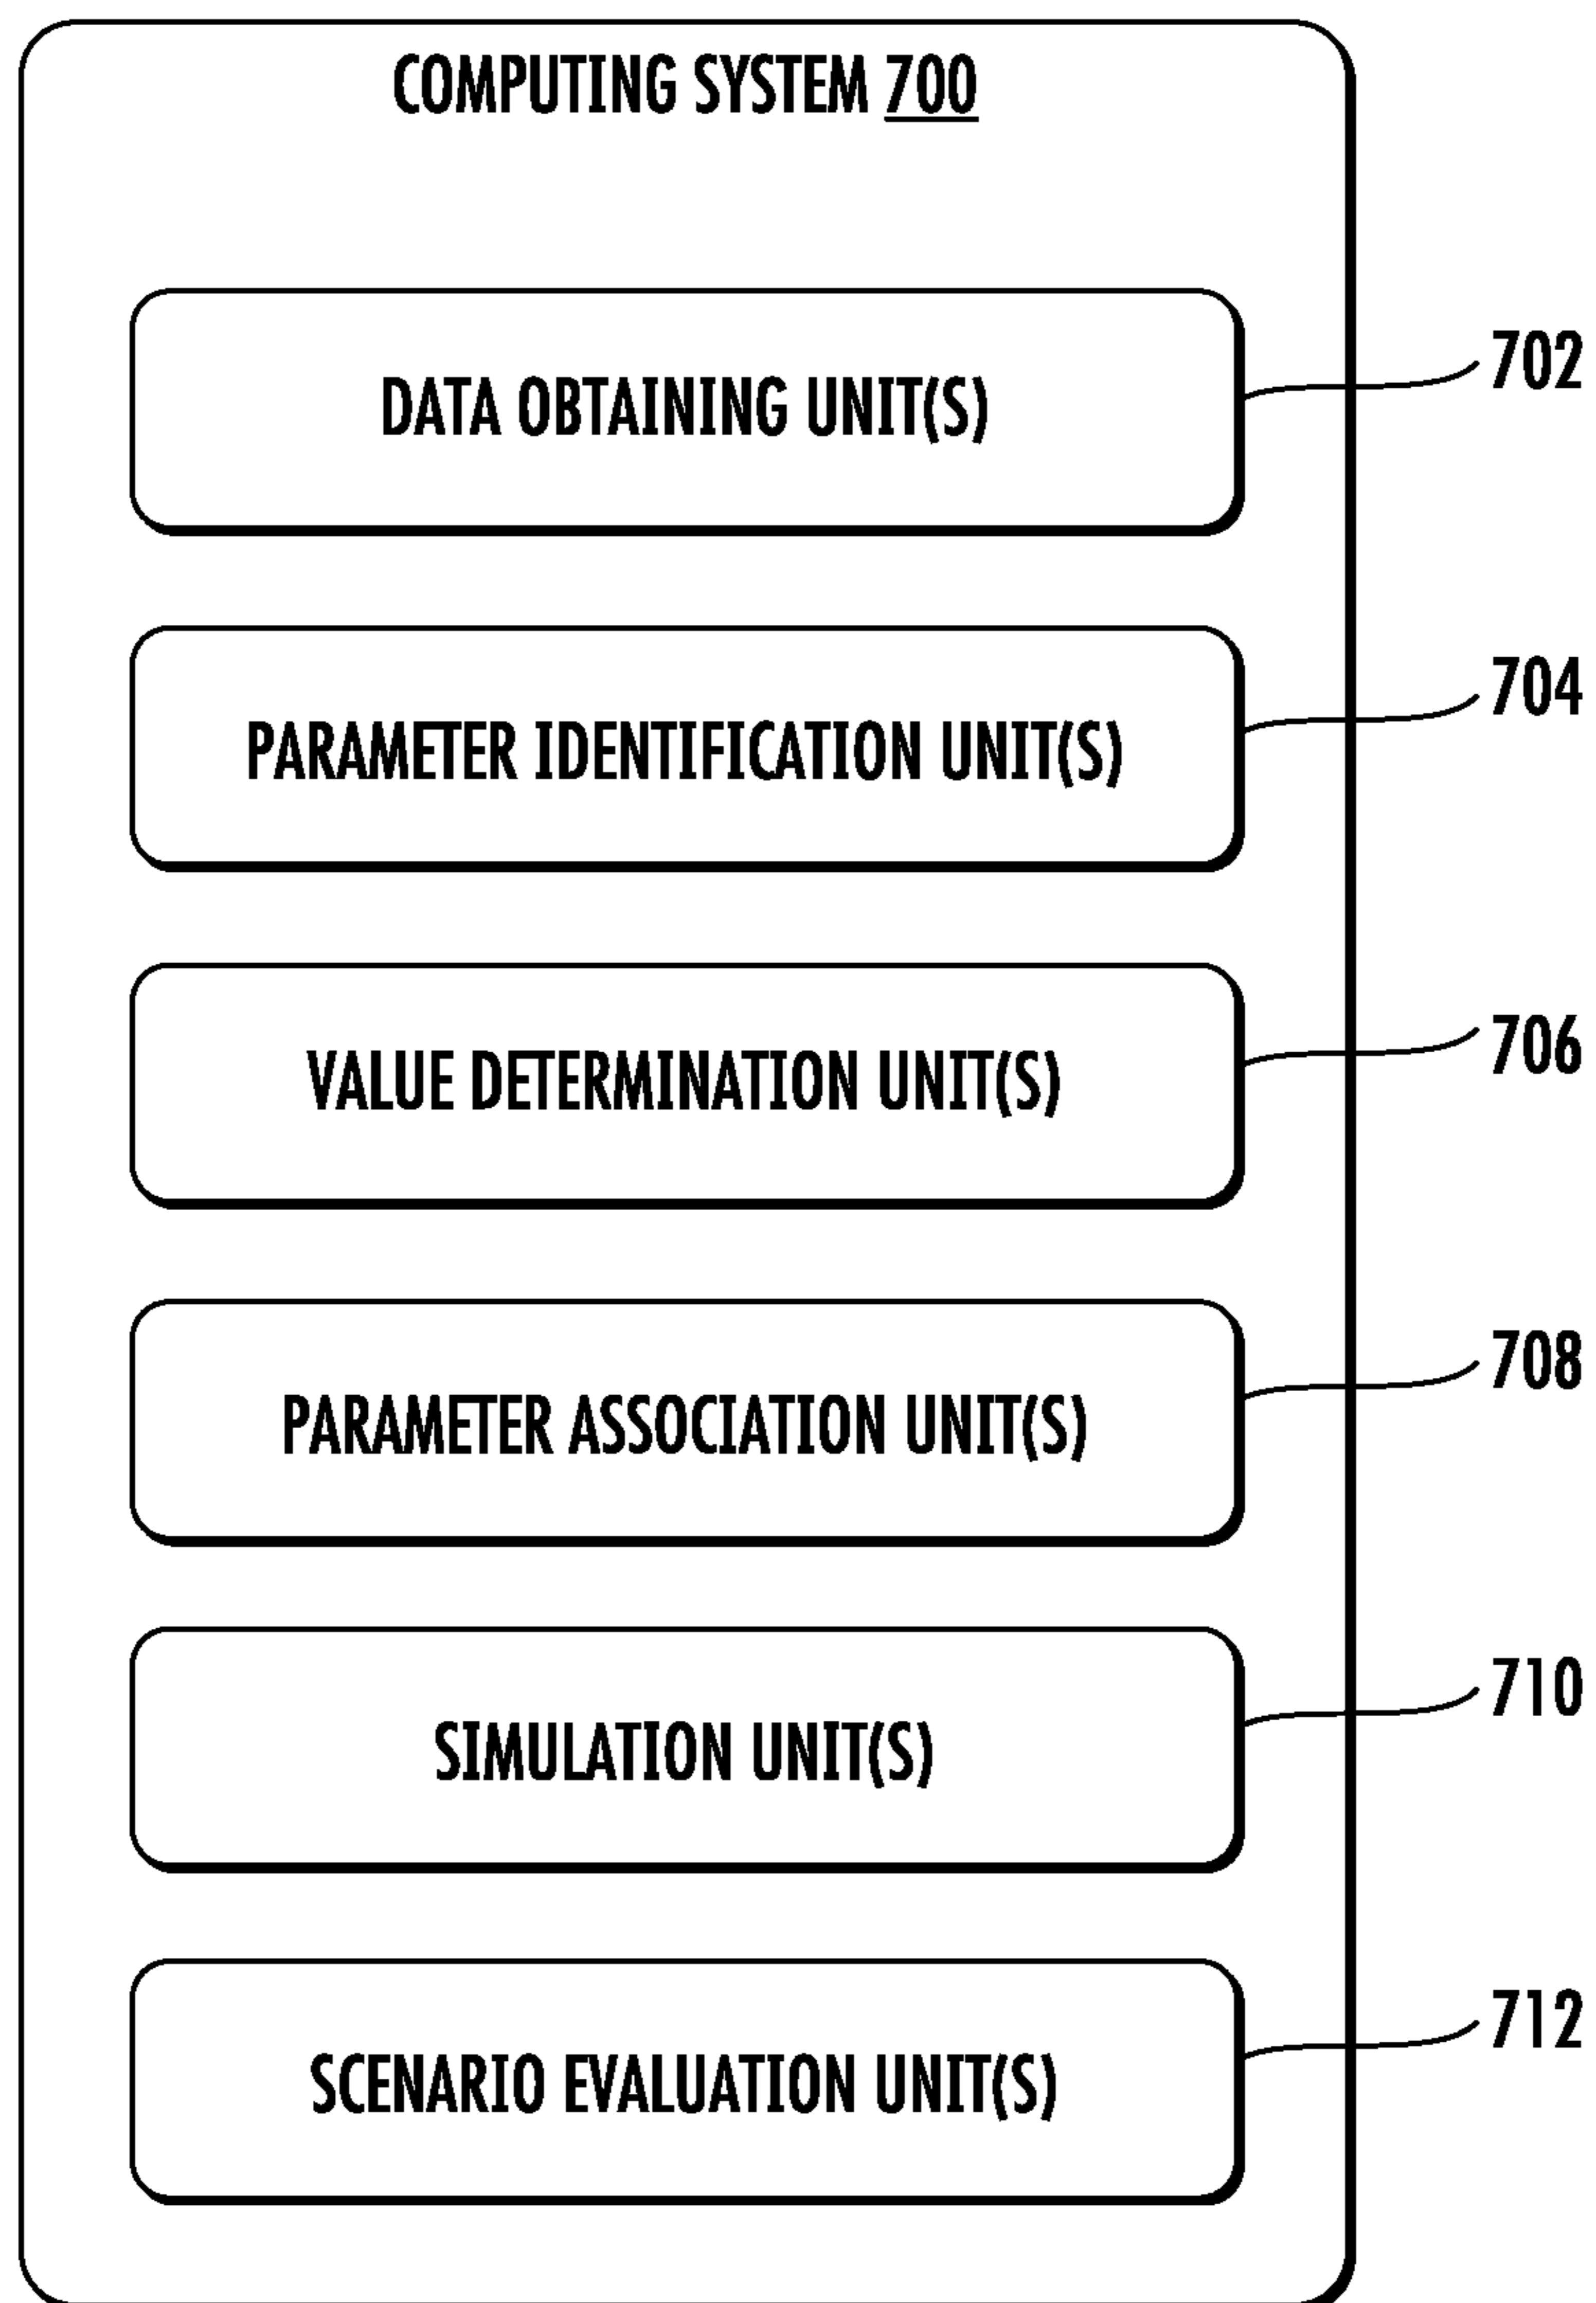 COMPUTING SYSTEM 700
DATA OBTAINING UNIT(S)
702
PARAMETER IDENTIFICATION UNIT(S)
704
VALUE DETERMINATION UNIT(S)
706
PARAMETER ASSOCIATION UNIT(S)
708
SIMULATION UNIT(S)
710
SCENARIO EVALUATION UNIT(S)
712